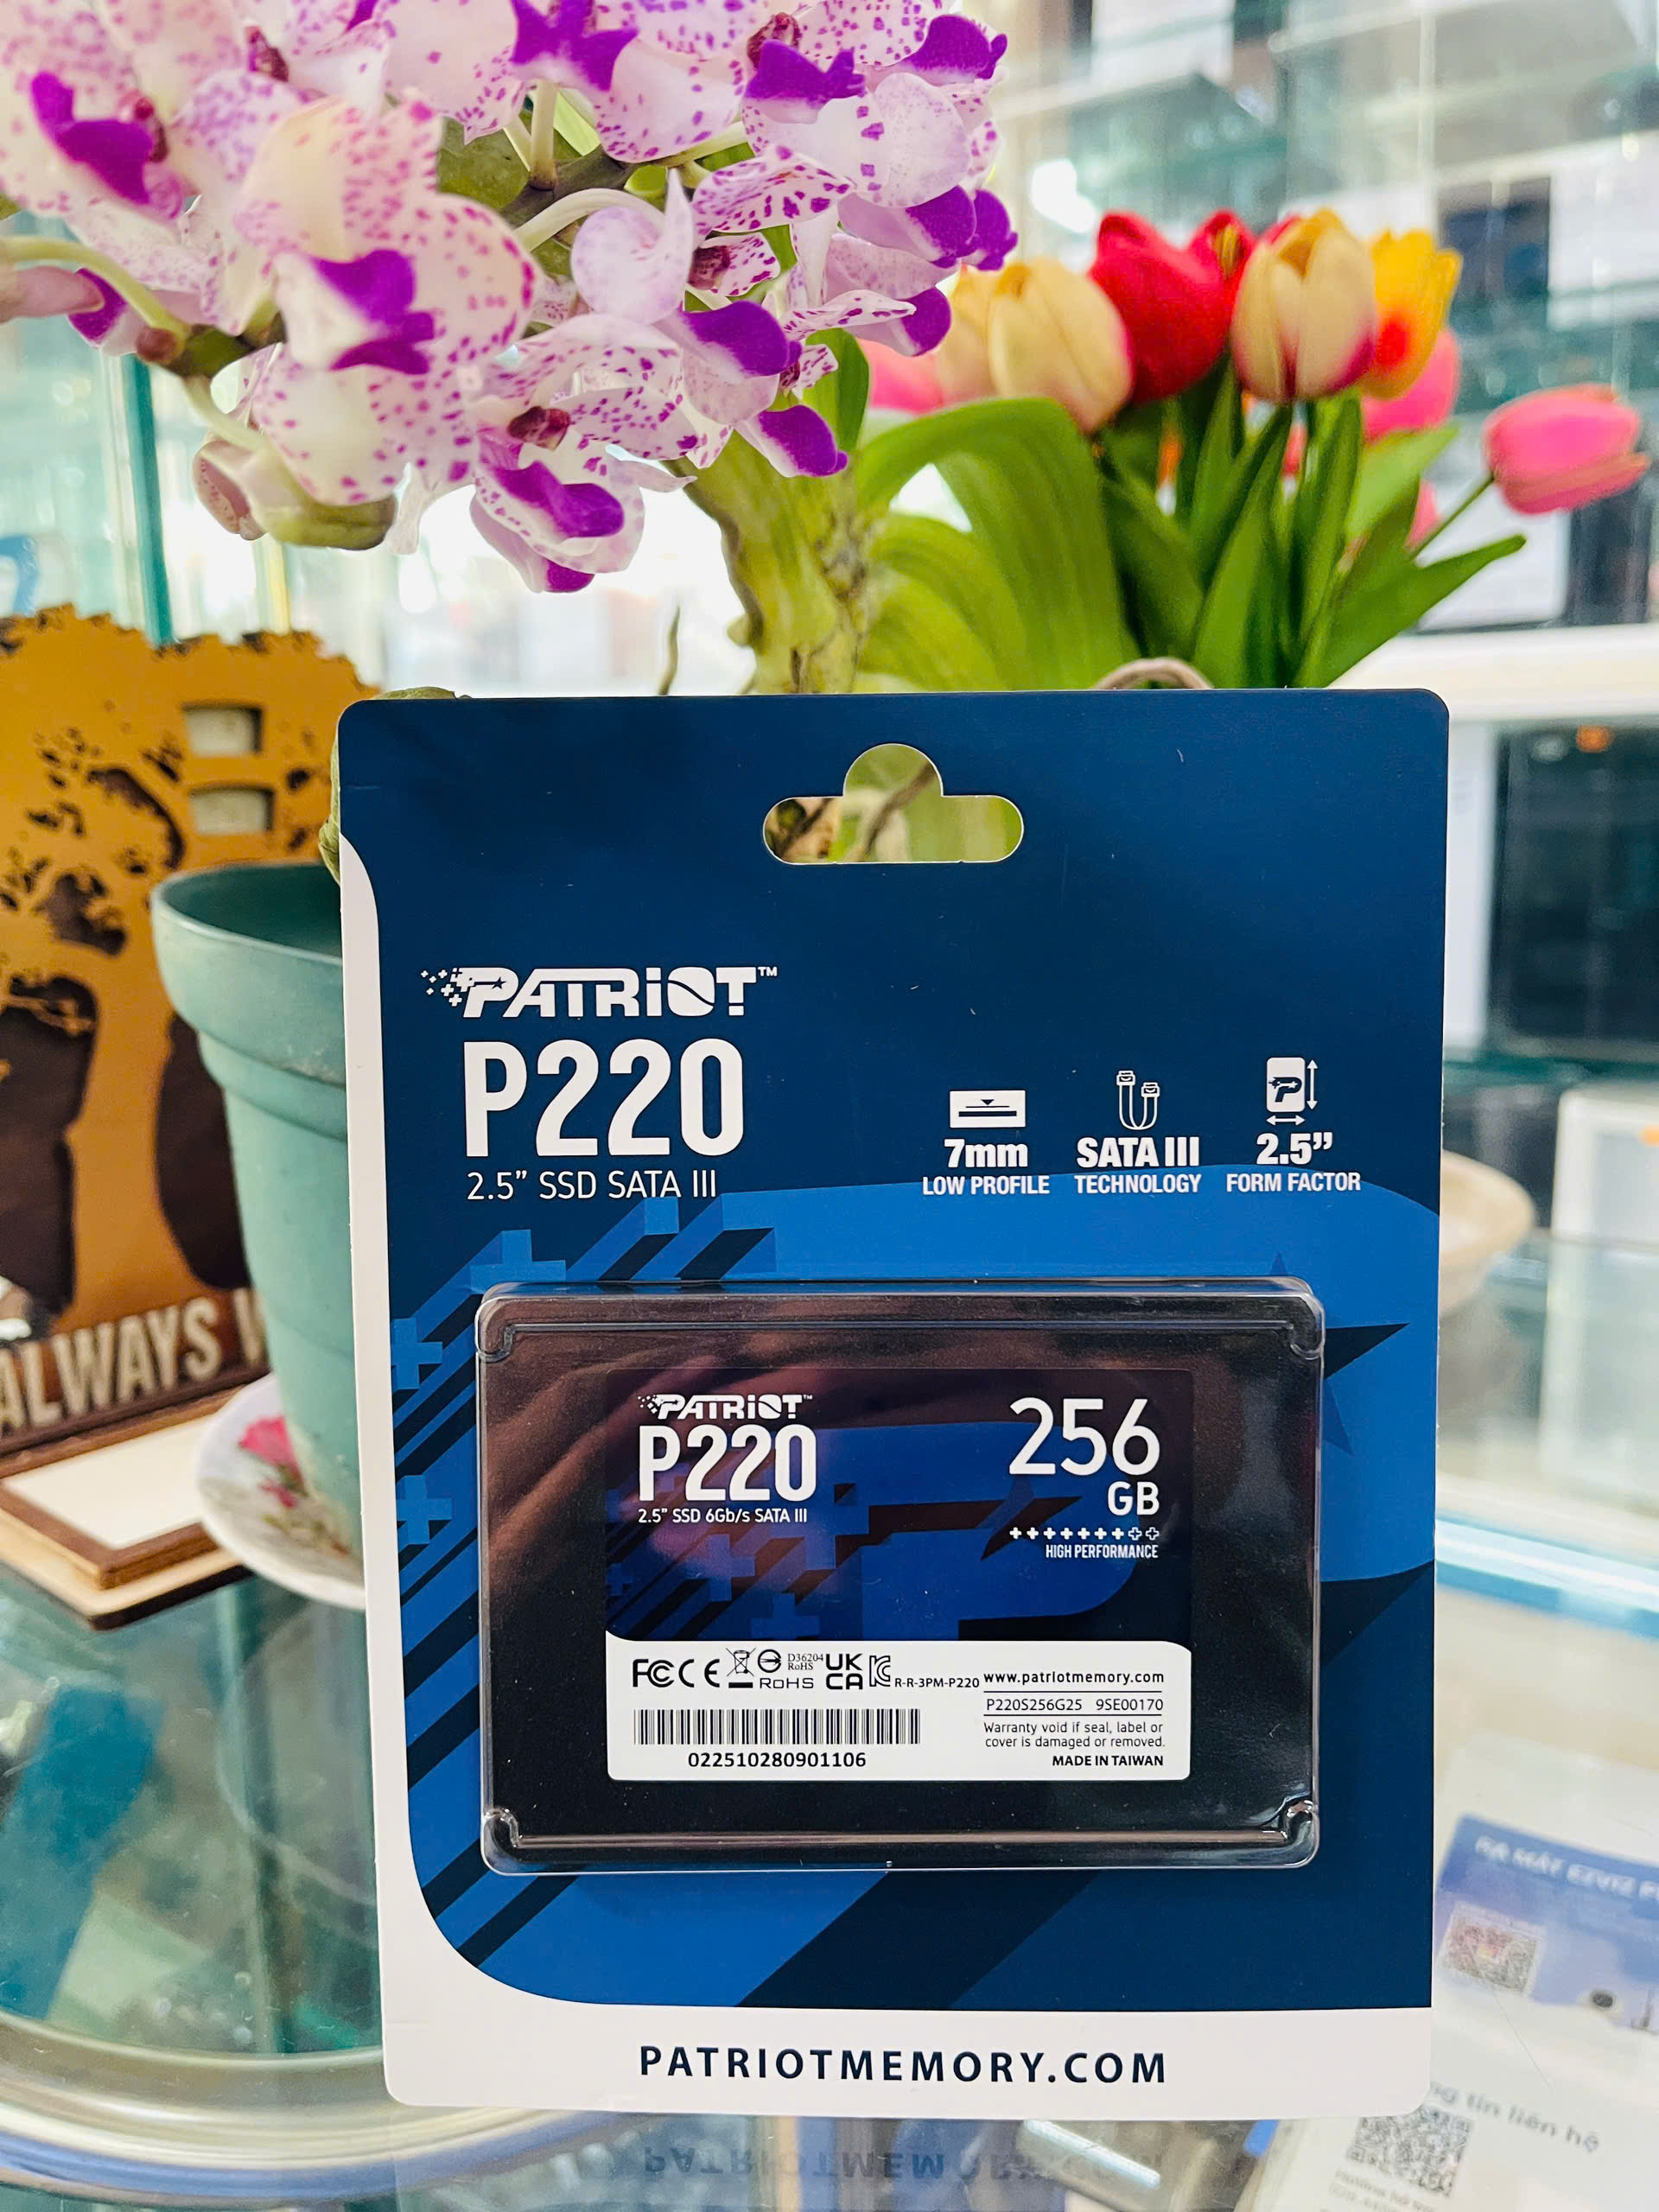 PATRiOT™
P220
2.5” SSD SATA III
7mm
LOW PROFILE
SATA III
TECHNOLOGY
2.5”
FORM FACTOR
PATRiOT™
P220
2.5” SSD 6Gb/s SATA III
256
GB
HIGH PERFORMANCE
FC CE RoHS D36204 RoHS UK CA R-R-3PM-P220
www.patriotmemory.com
P220S256G25 9SE00170
Warranty void if seal, label or
cover is damaged or removed.
MADE IN TAIWAN
022510280901106
PATRIOTMEMORY.COM
ALWAYS
tin liên hệ